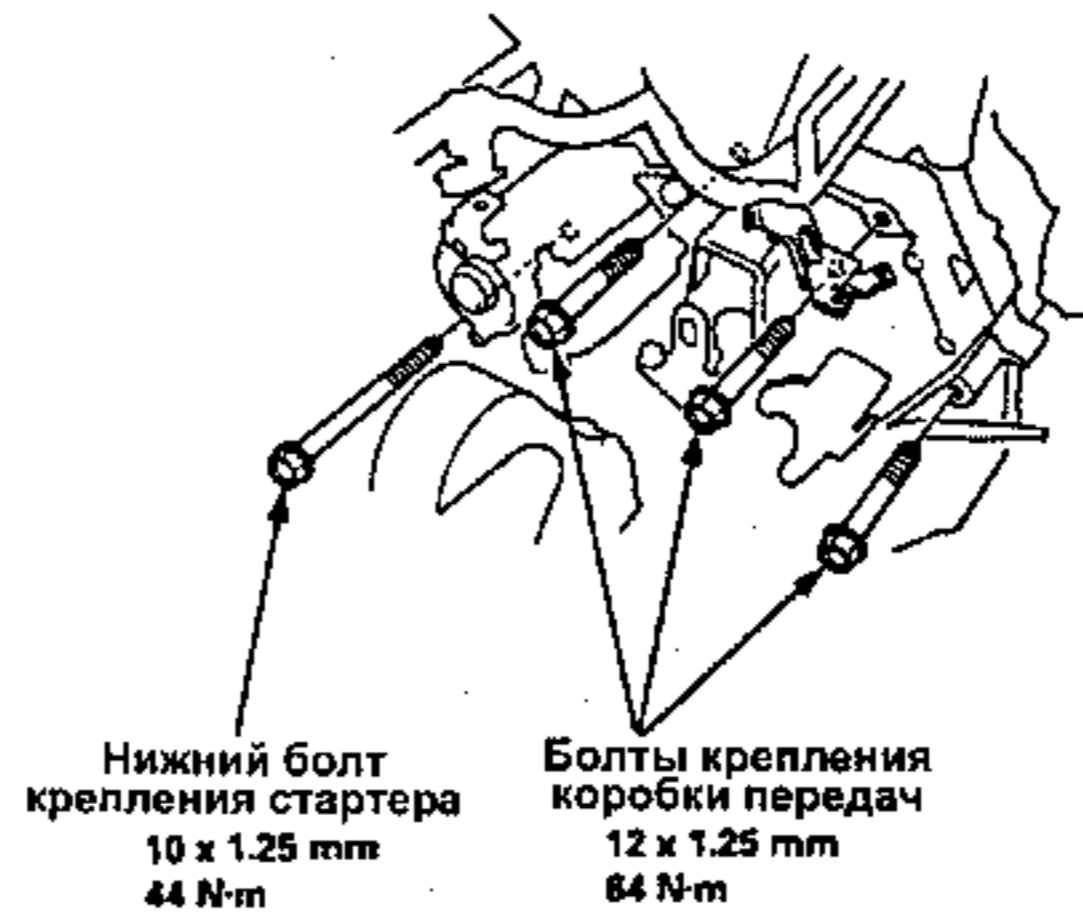 Нижний болт
крепления стартера
10 x 1.25 mm
44 N·m
Болты крепления
коробки передач
12 x 1.25 mm
64 N·m